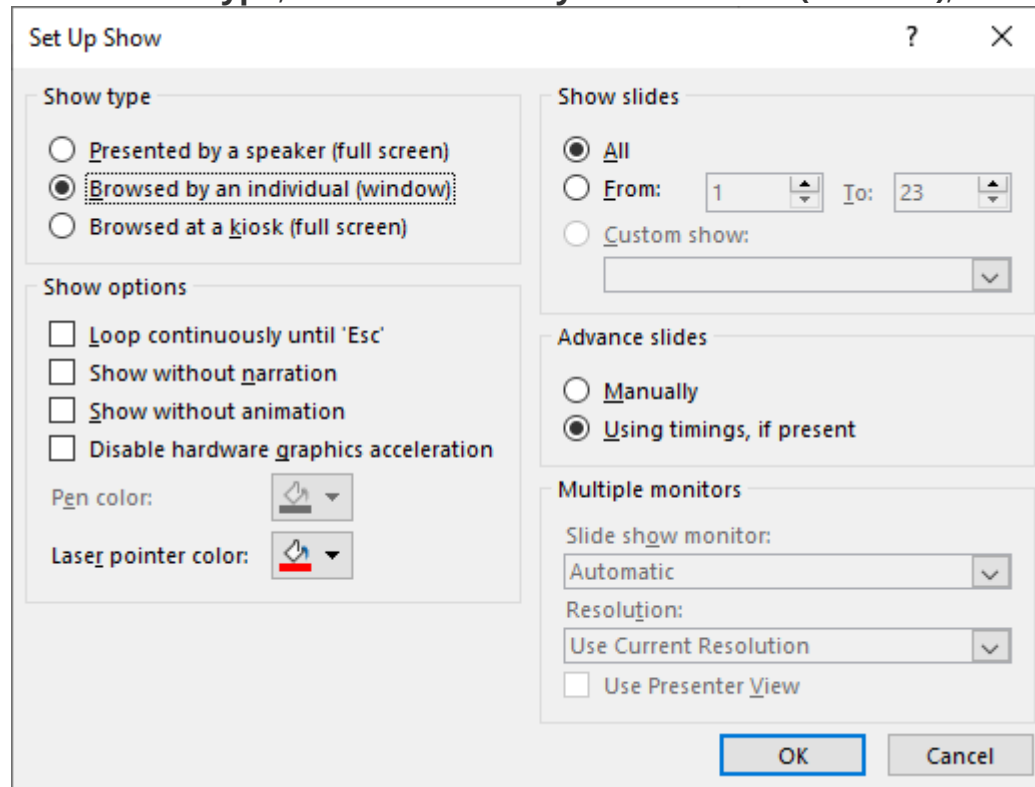 Set Up Show
Show type
Presented by a speaker (full screen)
Browsed by an individual (window)
Browsed at a kiosk (full screen)
Show options
Loop continuously until 'Esc'
Show without narration
Show without animation
Disable hardware graphics acceleration
Pen color:
Laser pointer color:
Show slides
All
From: 1 To: 23
Custom show:
Advance slides
Manually
Using timings, if present
Multiple monitors
Slide show monitor:
Automatic
Resolution:
Use Current Resolution
Use Presenter View
OK Cancel